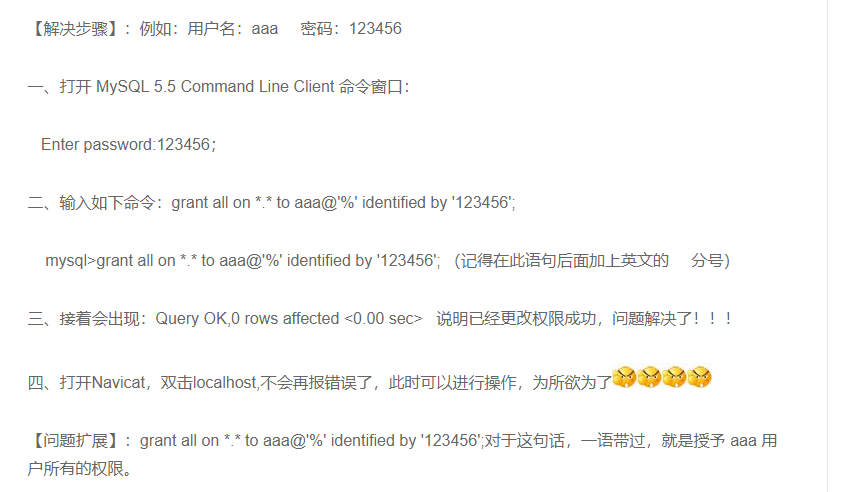 【解决步骤】：例如：用户名：aaa     密码：123456
一、打开 MySQL 5.5 Command Line Client 命令窗口：
Enter password:123456；
二、输入如下命令：grant all on *.* to aaa@'%' identified by '123456';
mysql>grant all on *.* to aaa@'%' identified by '123456'; （记得在此语句后面加上英文的     分号）
三、接着会出现：Query OK,0 rows affected <0.00 sec>   说明已经更改权限成功，问题解决了！！！
四、打开Navicat，双击localhost,不会再报错误了，此时可以进行操作，为所欲为了
【问题扩展】：grant all on *.* to aaa@'%' identified by '123456';对于这句话，一语带过，就是授予 aaa 用
户所有的权限。